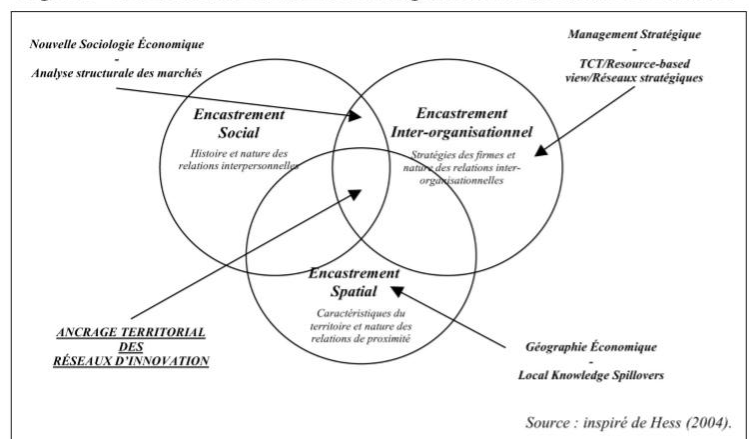 Nouvelle Sociologie Économique
-
Analyse structurale des marchés
Management Stratégique
-
TCT/Resource-based
view/Réseaux stratégiques
Encastrement
Social
Histoire et nature des
relations interpersonnelles
Encastrement
Inter-organisationnel
Stratégies des firmes et
nature des relations inter-
organisationnelles
Encastrement
Spatial
Caractéristiques du
territoire et nature des
relations de proximité
ANCRAGE TERRITORIAL
DES
RÉSEAUX D'INNOVATION
Géographie Économique
-
Local Knowledge Spillovers
Source : inspiré de Hess (2004).